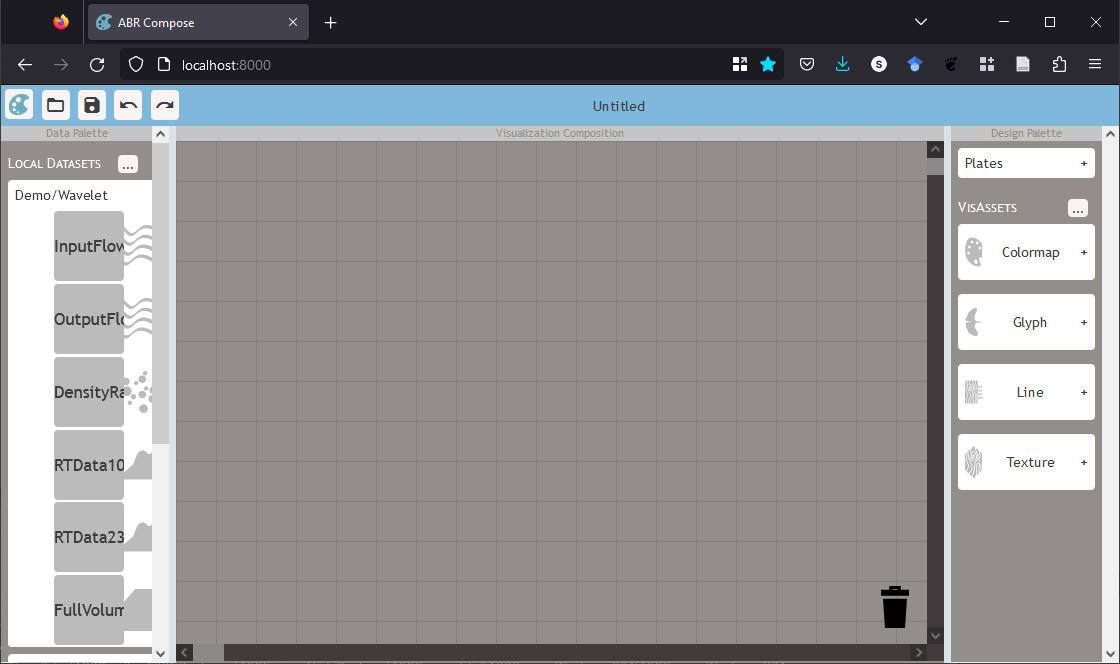 ABR Compose
localhost:8000
S
Untitled
Data Palette
Visualization Composition
Design Palette
Local Datasets
...
Demo/Wavelet
InputFlow
OutputFlo
DensityRa
RTData10
RTData23
FullVolum
Plates +
VisAssets
...
Colormap +
Glyph +
Line +
Texture +